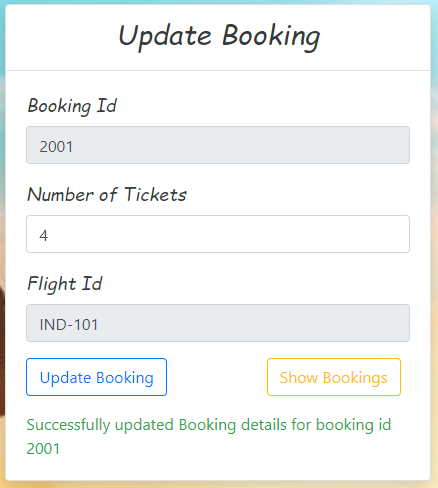 Update Booking
Booking Id
2001
Number of Tickets
4
Flight Id
IND-101
Update Booking
Show Bookings
Successfully updated Booking details for booking id
2001